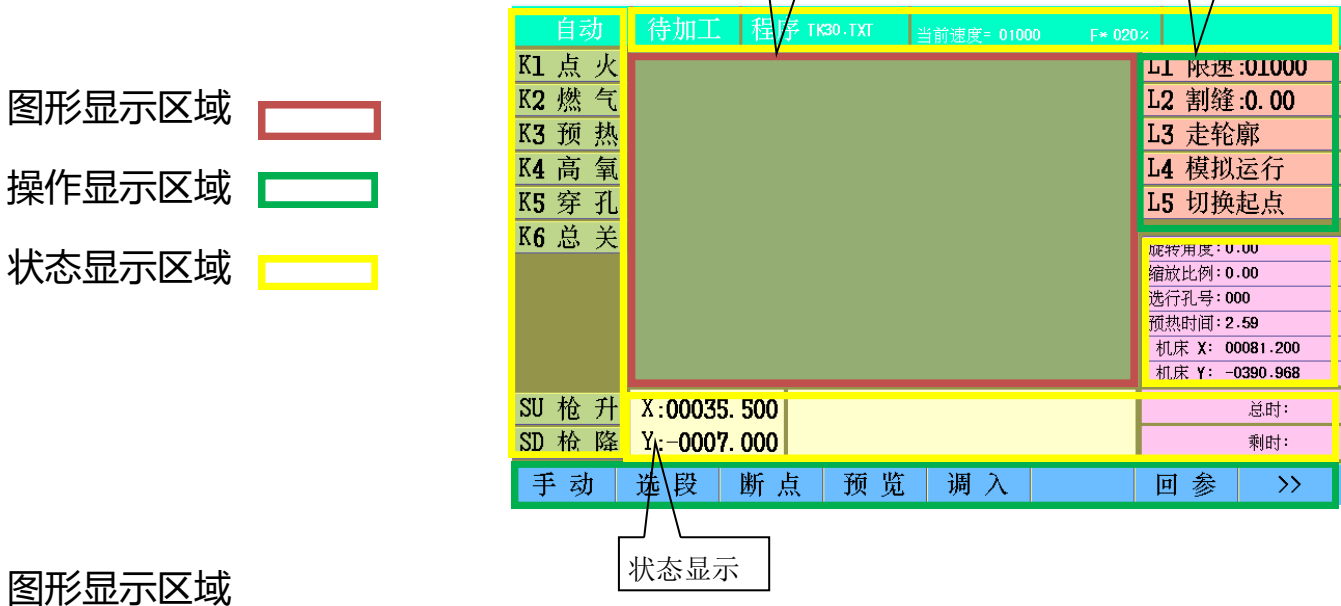 图形显示区域
操作显示区域
状态显示区域
自动 待加工 程序 TK30.TXT 当前速度= 01000 F* 020%
K1 点 火
K2 燃 气
K3 预 热
K4 高 氧
K5 穿 孔
K6 总 关
SU 枪 升
SD 枪 降
L1 限速:01000
L2 割缝:0.00
L3 走轮廓
L4 模拟运行
L5 切换起点
旋转角度:0.00
缩放比例:0.00
选行孔号:000
预热时间:2.59
机床 X: 00081.200
机床 Y: -0390.968
X:00035.500
Y:-0007.000
总时:
剩时:
手动 选段 断点 预览 调入 回参 >>
状态显示
图形显示区域